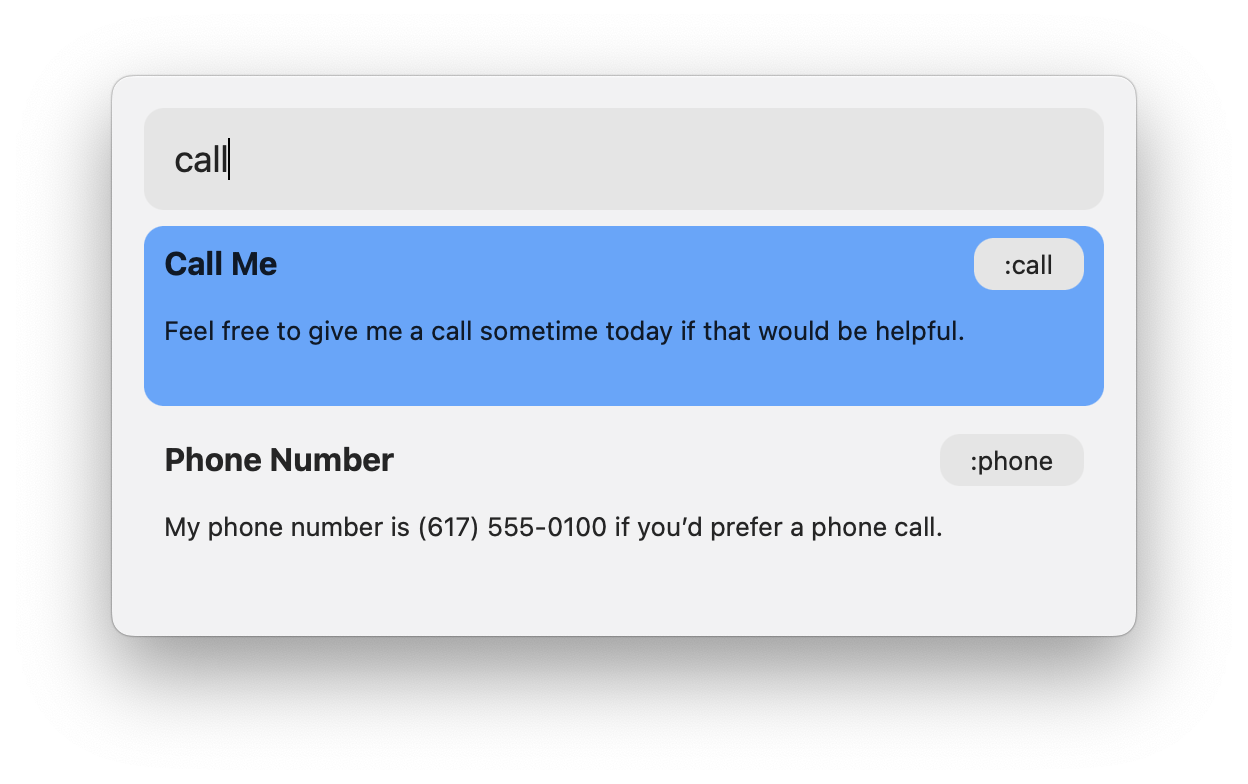 call
Call Me
:call
Feel free to give me a call sometime today if that would be helpful.
Phone Number
:phone
My phone number is (617) 555-0100 if you’d prefer a phone call.